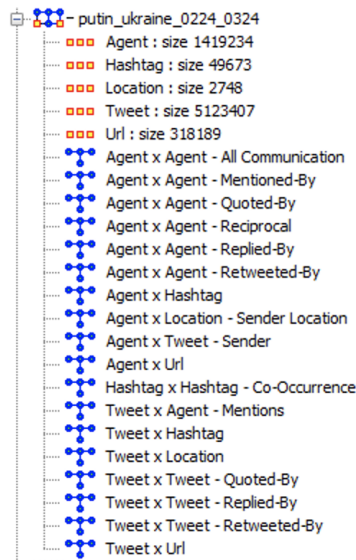 putin_ukraine_0224_0324
Agent : size 1419234
Hashtag : size 49673
Location : size 2748
Tweet : size 5123407
Url : size 318189
Agent x Agent - All Communication
Agent x Agent - Mentioned-By
Agent x Agent - Quoted-By
Agent x Agent - Reciprocal
Agent x Agent - Replied-By
Agent x Agent - Retweeted-By
Agent x Hashtag
Agent x Location - Sender Location
Agent x Tweet - Sender
Agent x Url
Hashtag x Hashtag - Co-Occurrence
Tweet x Agent - Mentions
Tweet x Hashtag
Tweet x Location
Tweet x Tweet - Quoted-By
Tweet x Tweet - Replied-By
Tweet x Tweet - Retweeted-By
Tweet x Url